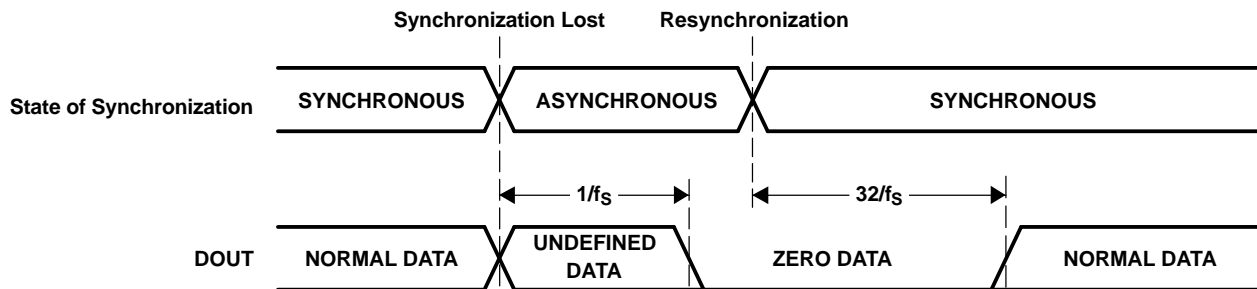 Synchronization Lost
Resynchronization
State of Synchronization
SYNCHRONOUS
ASYNCHRONOUS
SYNCHRONOUS
1/fS
32/fS
DOUT
NORMAL DATA
UNDEFINED
DATA
ZERO DATA
NORMAL DATA